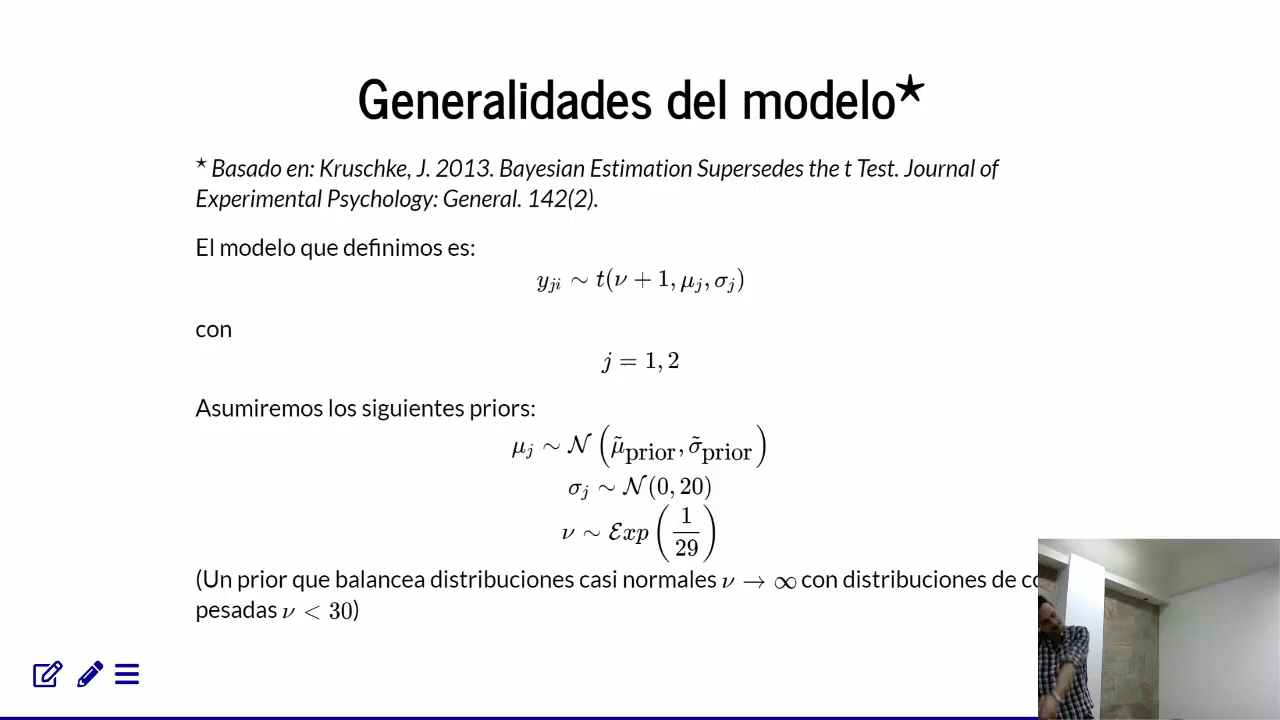 Generalidades del modelo★
★ Basado en: Kruschke, J. 2013. Bayesian Estimation Supersedes the t Test. Journal of
Experimental Psychology: General. 142(2).
El modelo que definimos es:
y_{ji} ∼ t(ν + 1, μ_j, σ_j)
con
j = 1, 2
Asumiremos los siguientes priors:
μ_j ∼ 𝒩(μ̃_prior, σ̃_prior)
σ_j ∼ 𝒩(0, 20)
ν ∼ ℰxp(1/29)
(Un prior que balancea distribuciones casi normales ν → ∞ con distribuciones de
pesadas ν < 30)